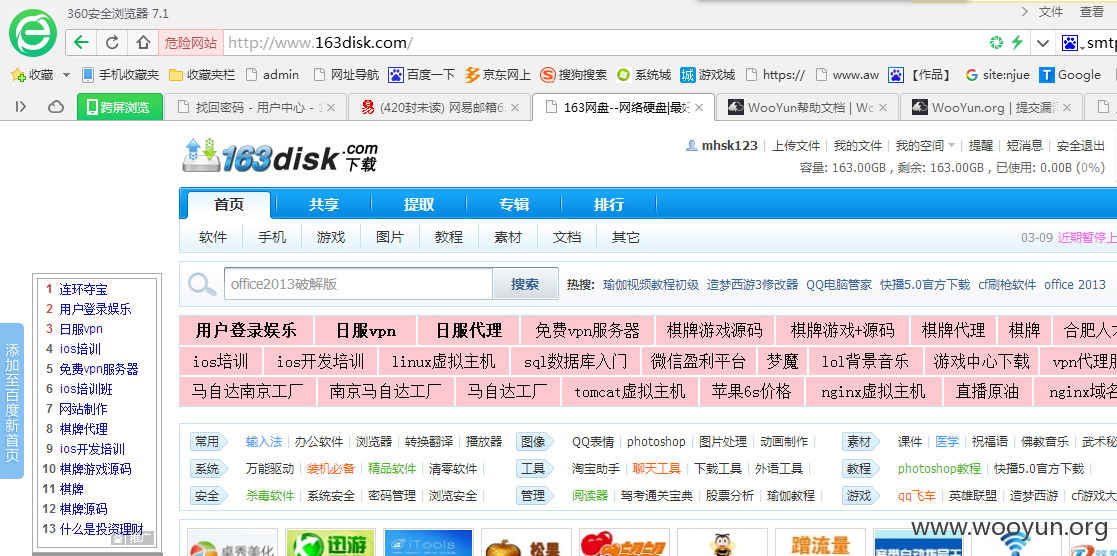 360安全浏览器 7.1
文件 查看
危险网站 http://www.163disk.com/ smtp
收藏 手机收藏夹 收藏夹栏 admin 网址导航 百度一下 京东网上 搜狗搜索 系统城 游戏城 https:// www.aw 【作品】 site:njue Google
跨屏浏览 找回密码 - 用户中心 - 1 (420封未读) 网易邮箱6. 163网盘--网络硬盘|最好 WooYun帮助文档 | Wc WooYun.org | 提交漏洞
163disk.com 下载
mhsk123 | 上传文件 | 我的文件 | 我的空间 | 提醒 | 短消息 | 安全退出
容量: 163.00GB , 剩余: 163.00GB , 已使用: 0.00B (0%)
首页 共享 提取 专辑 排行
软件 手机 游戏 图片 教程 素材 文档 其它 03-09 近期暂停上
office2013破解版 搜索 热搜: 瑜伽视频教程初级 造梦西游3修改器 QQ电脑管家 快播5.0官方下载 cf刷枪软件 office 2013
用户登录娱乐 日服vpn 日服代理 免费vpn服务器 棋牌游戏源码 棋牌游戏+源码 棋牌代理 棋牌 合肥人才
ios培训 ios开发培训 linux虚拟主机 sql数据库入门 微信盈利平台 梦魔 lol背景音乐 游戏中心下载 vpn代理服
马自达南京工厂 南京马自达工厂 马自达工厂 tomcat虚拟主机 苹果6s价格 nginx虚拟主机 直播原油 nginx域名
1 连环夺宝
2 用户登录娱乐
3 日服vpn
4 ios培训
5 免费vpn服务器
6 ios培训班
7 网站制作
8 棋牌代理
9 ios开发培训
10 棋牌游戏源码
11 棋牌
12 棋牌源码
13 什么是投资理财
推广
添加至百度新首页
常用 输入法 | 办公软件 | 浏览器 | 转换翻译 | 播放器 图像 QQ表情 | photoshop | 图片处理 | 动画制作 | 素材 课件 | 医学 | 祝福语 | 佛教音乐 | 武术秘
系统 万能驱动 | 装机必备 | 精品软件 | 清零软件 | 工具 淘宝助手 | 聊天工具 | 下载工具 | 外语工具 | 教程 photoshop教程 | 快播5.0官方下载 |
安全 杀毒软件 | 系统安全 | 密码管理 | 浏览安全 | 管理 阅读器 | 驾考通关宝典 | 股票分析 | 瑜伽教程 | 游戏 qq飞车 | 英雄联盟 | 造梦西游 | cf游戏大
桌秀美化 迅游 iTools 松果 蹭流量
www.wooyun.org